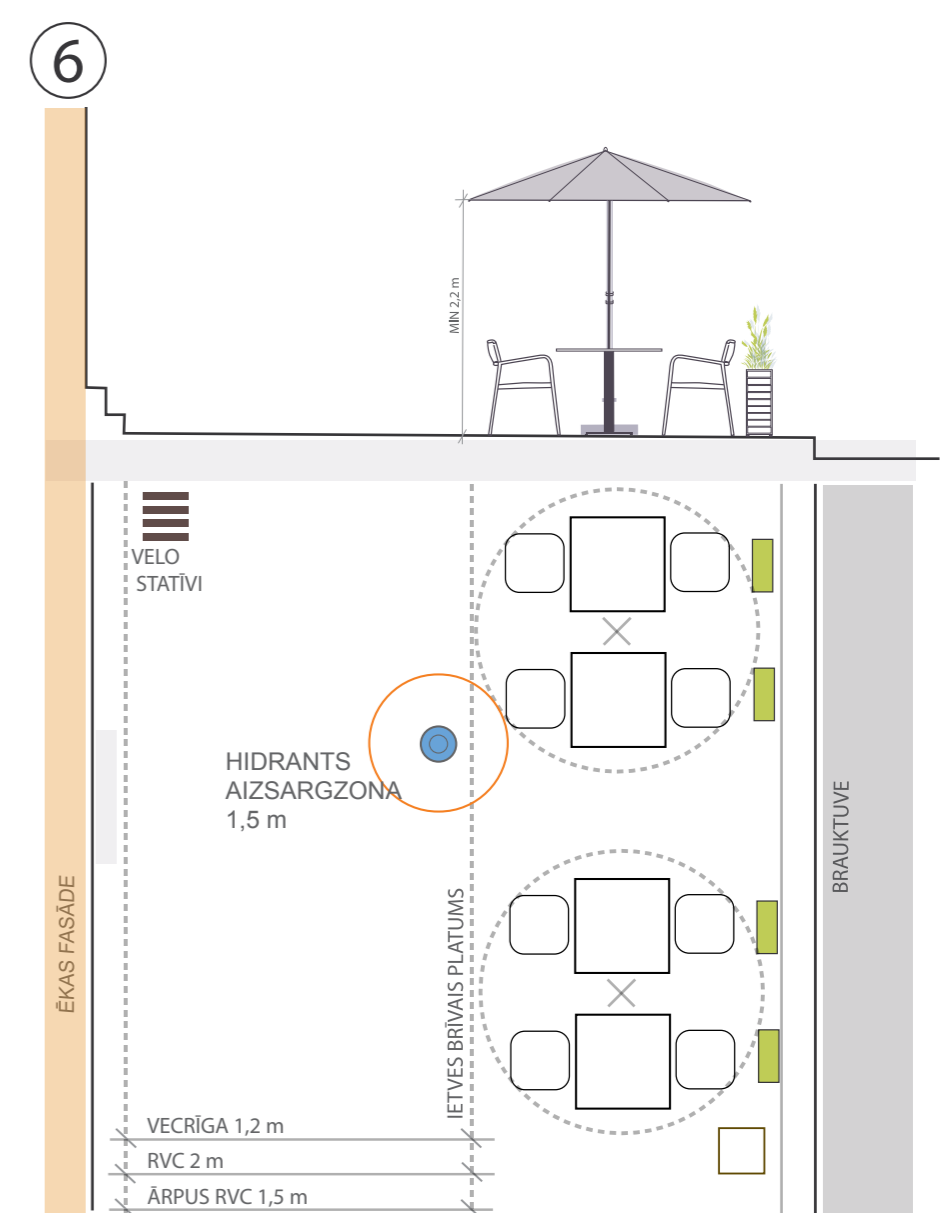 6
MIN 2,2 m
VELO
STATĪVI
HIDRANTS
AIZSARGZONA
1,5 m
BRAUKTUVE
ĒKAS FASĀDE
IETVES BRĪVAIS PLATUMS
VECRĪGA 1,2 m
RVC 2 m
ĀRPUS RVC 1,5 m